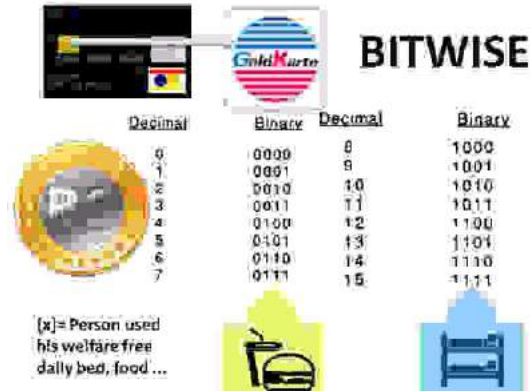 GoldKarte
BITWISE
Decimal Binary Decimal Binary
0 0000 8 1000
1 0001 9 1001
2 0010 10 1010
3 0011 11 1011
4 0100 12 1100
5 0101 13 1101
6 0110 14 1110
7 0111 15 1111
[x]= Person used
his welfare free
daily bed, food ...